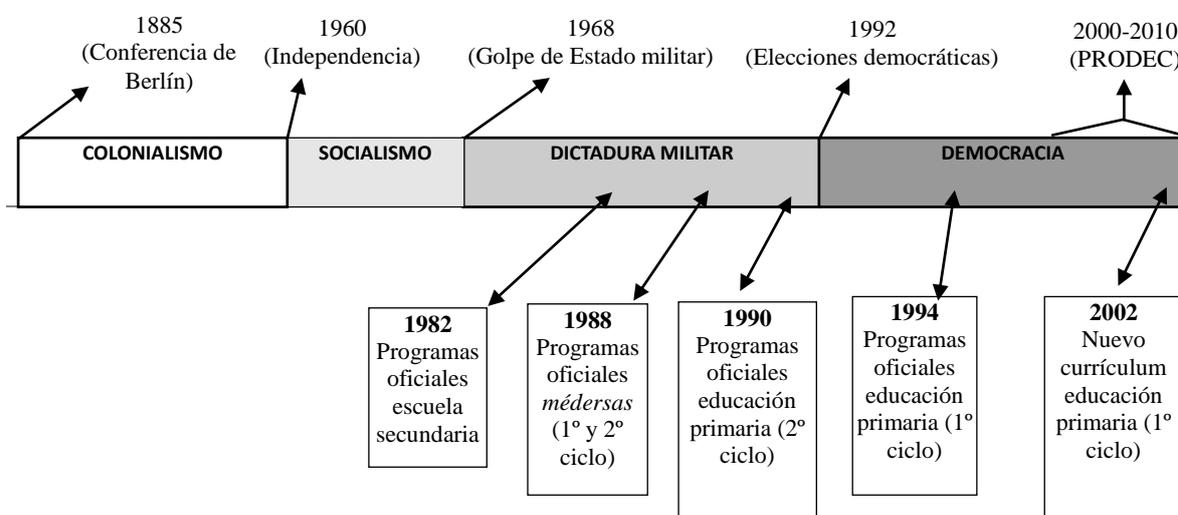 1885
(Conferencia de
Berlín)
1960
(Independencia)
1968
(Golpe de Estado militar)
1992
(Elecciones democráticas)
2000-2010
(PRODEC)
COLONIALISMO
SOCIALISMO
DICTADURA MILITAR
DEMOCRACIA
1982
Programas
oficiales
escuela
secundaria
1988
Programas
oficiales
médersas
(1º y 2º
ciclo)
1990
Programas
oficiales
educación
primaria (2º
ciclo)
1994
Programas
oficiales
educación
primaria (1º
ciclo)
2002
Nuevo
currículum
educación
primaria (1º
ciclo)